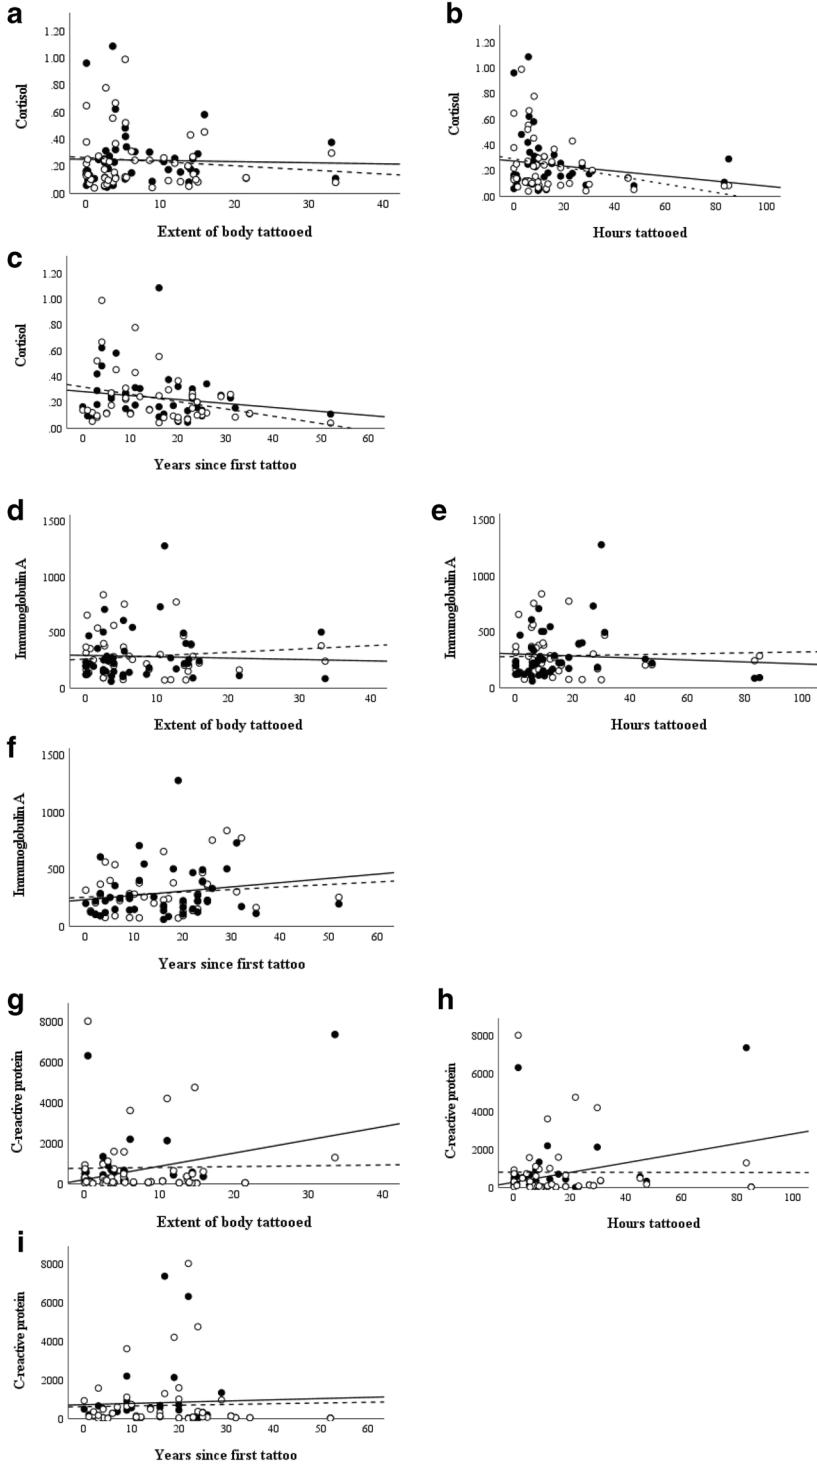 a
b
1.20
1.00
.80
.60
.40
.20
.00
Cortisol
0 10 20 30 40
Extent of body tattooed
1.20
1.00
.80
.60
.40
.20
.00
Cortisol
0 20 40 60 80 100
Hours tattooed
c
1.20
1.00
.80
.60
.40
.20
.00
Cortisol
0 10 20 30 40 50 60
Years since first tattoo
d
e
1500
1000
500
0
Immunoglobulin A
0 10 20 30 40
Extent of body tattooed
1500
1000
500
0
Immunoglobulin A
0 20 40 60 80 100
Hours tattooed
f
1500
1000
500
0
Immunoglobulin A
0 10 20 30 40 50 60
Years since first tattoo
g
h
8000
6000
4000
2000
0
C-reactive protein
0 10 20 30 40
Extent of body tattooed
8000
6000
4000
2000
0
C-reactive protein
0 20 40 60 80 100
Hours tattooed
i
8000
6000
4000
2000
0
C-reactive protein
0 10 20 30 40 50 60
Years since first tattoo